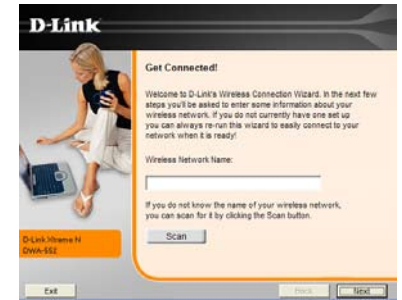 D-Link
Get Connected!
Welcome to D-Link's Wireless Connection Wizard. In the next few
steps you'll be asked to enter some information about your
wireless network. If you do not currently have one set up
you can always re-run this wizard to easily connect to your
network when it is ready!
Wireless Network Name:
If you do not know the name of your wireless network,
you can scan for it by clicking the Scan button.
Scan
D-Link Xtreme N
DWA-552
Exit
Back
Next